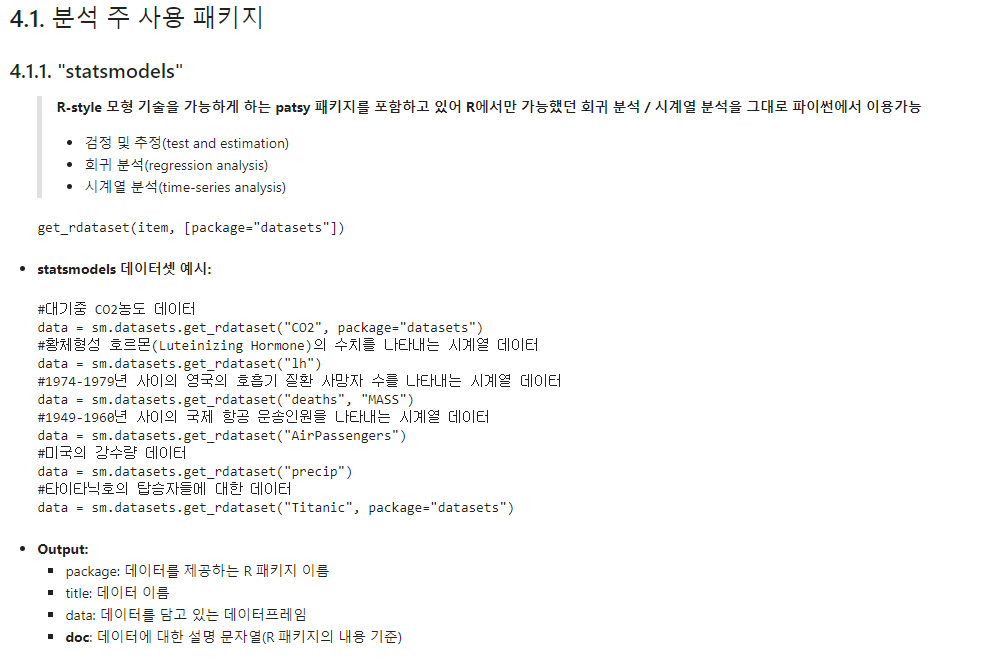 4.1. 분석 주 사용 패키지
4.1.1. "statsmodels"
R-style 모형 기술을 가능하게 하는 patsy 패키지를 포함하고 있어 R에서만 가능했던 회귀 분석 / 시계열 분석을 그대로 파이썬에서 이용가능
• 검정 및 추정(test and estimation)
• 회귀 분석(regression analysis)
• 시계열 분석(time-series analysis)
get_rdataset(item, [package="datasets"])
• statsmodels 데이터셋 예시:
#대기중 CO2농도 데이터
data = sm.datasets.get_rdataset("CO2", package="datasets")
#황체형성 호르몬(Luteinizing Hormone)의 수치를 나타내는 시계열 데이터
data = sm.datasets.get_rdataset("lh")
#1974-1979년 사이의 영국의 호흡기 질환 사망자 수를 나타내는 시계열 데이터
data = sm.datasets.get_rdataset("deaths", "MASS")
#1949-1960년 사이의 국제 항공 운송인원을 나타내는 시계열 데이터
data = sm.datasets.get_rdataset("AirPassengers")
#미국의 강수량 데이터
data = sm.datasets.get_rdataset("precip")
#타이타닉호의 탑승자들에 대한 데이터
data = sm.datasets.get_rdataset("Titanic", package="datasets")
• Output:
▪ package: 데이터를 제공하는 R 패키지 이름
▪ title: 데이터 이름
▪ data: 데이터를 담고 있는 데이터프레임
▪ doc: 데이터에 대한 설명 문자열(R 패키지의 내용 기준)